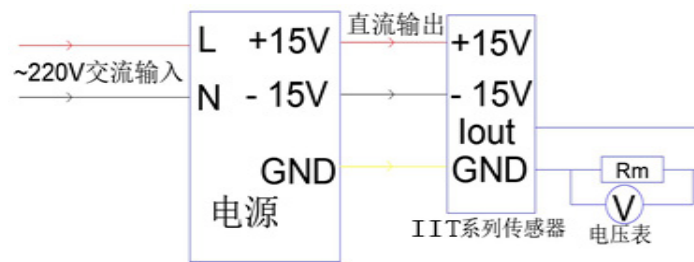 L +15V 直流输出 +15V
~220V交流输入
N - 15V - 15V
Iout
GND GND Rm
电源 V
IIT系列传感器 电压表